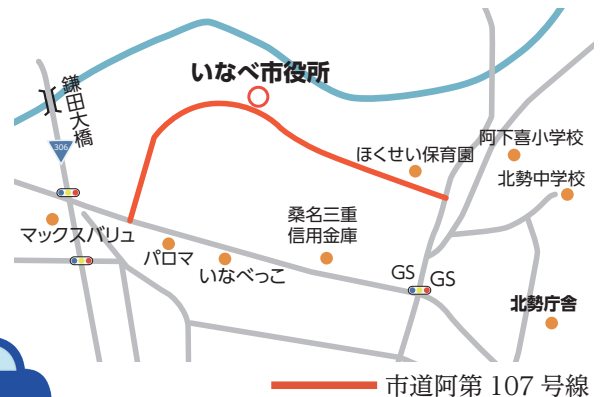 いなべ市役所
鎌田大橋
306
ほくせい保育園
阿下喜小学校
北勢中学校
マックスバリュ
パロマ
いなべっこ
桑名三重
信用金庫
GS
GS
北勢庁舎
市道阿第 107 号線